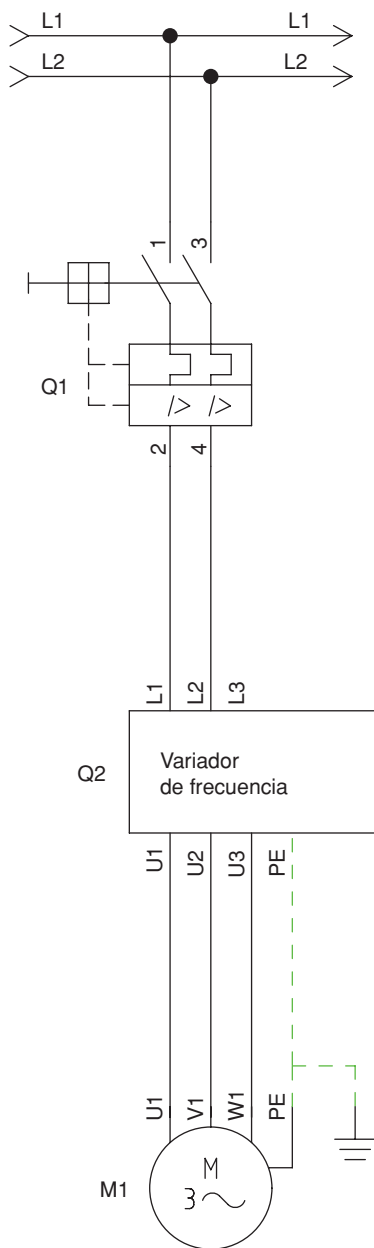 L1 L1
L2 L2
1 3
Q1
I> I>
2 4
L1 L2 L3
Q2
Variador
de frecuencia
U1 U2 U3 PE
U1 V1 W1 PE
M1
M
3